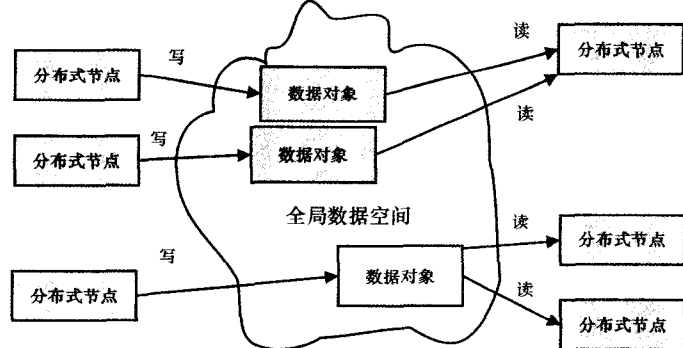 读
写
分布式节点
分布式节点
数据对象
读
写
分布式节点
数据对象
全局数据空间
读
分布式节点
写
数据对象
分布式节点
读
分布式节点